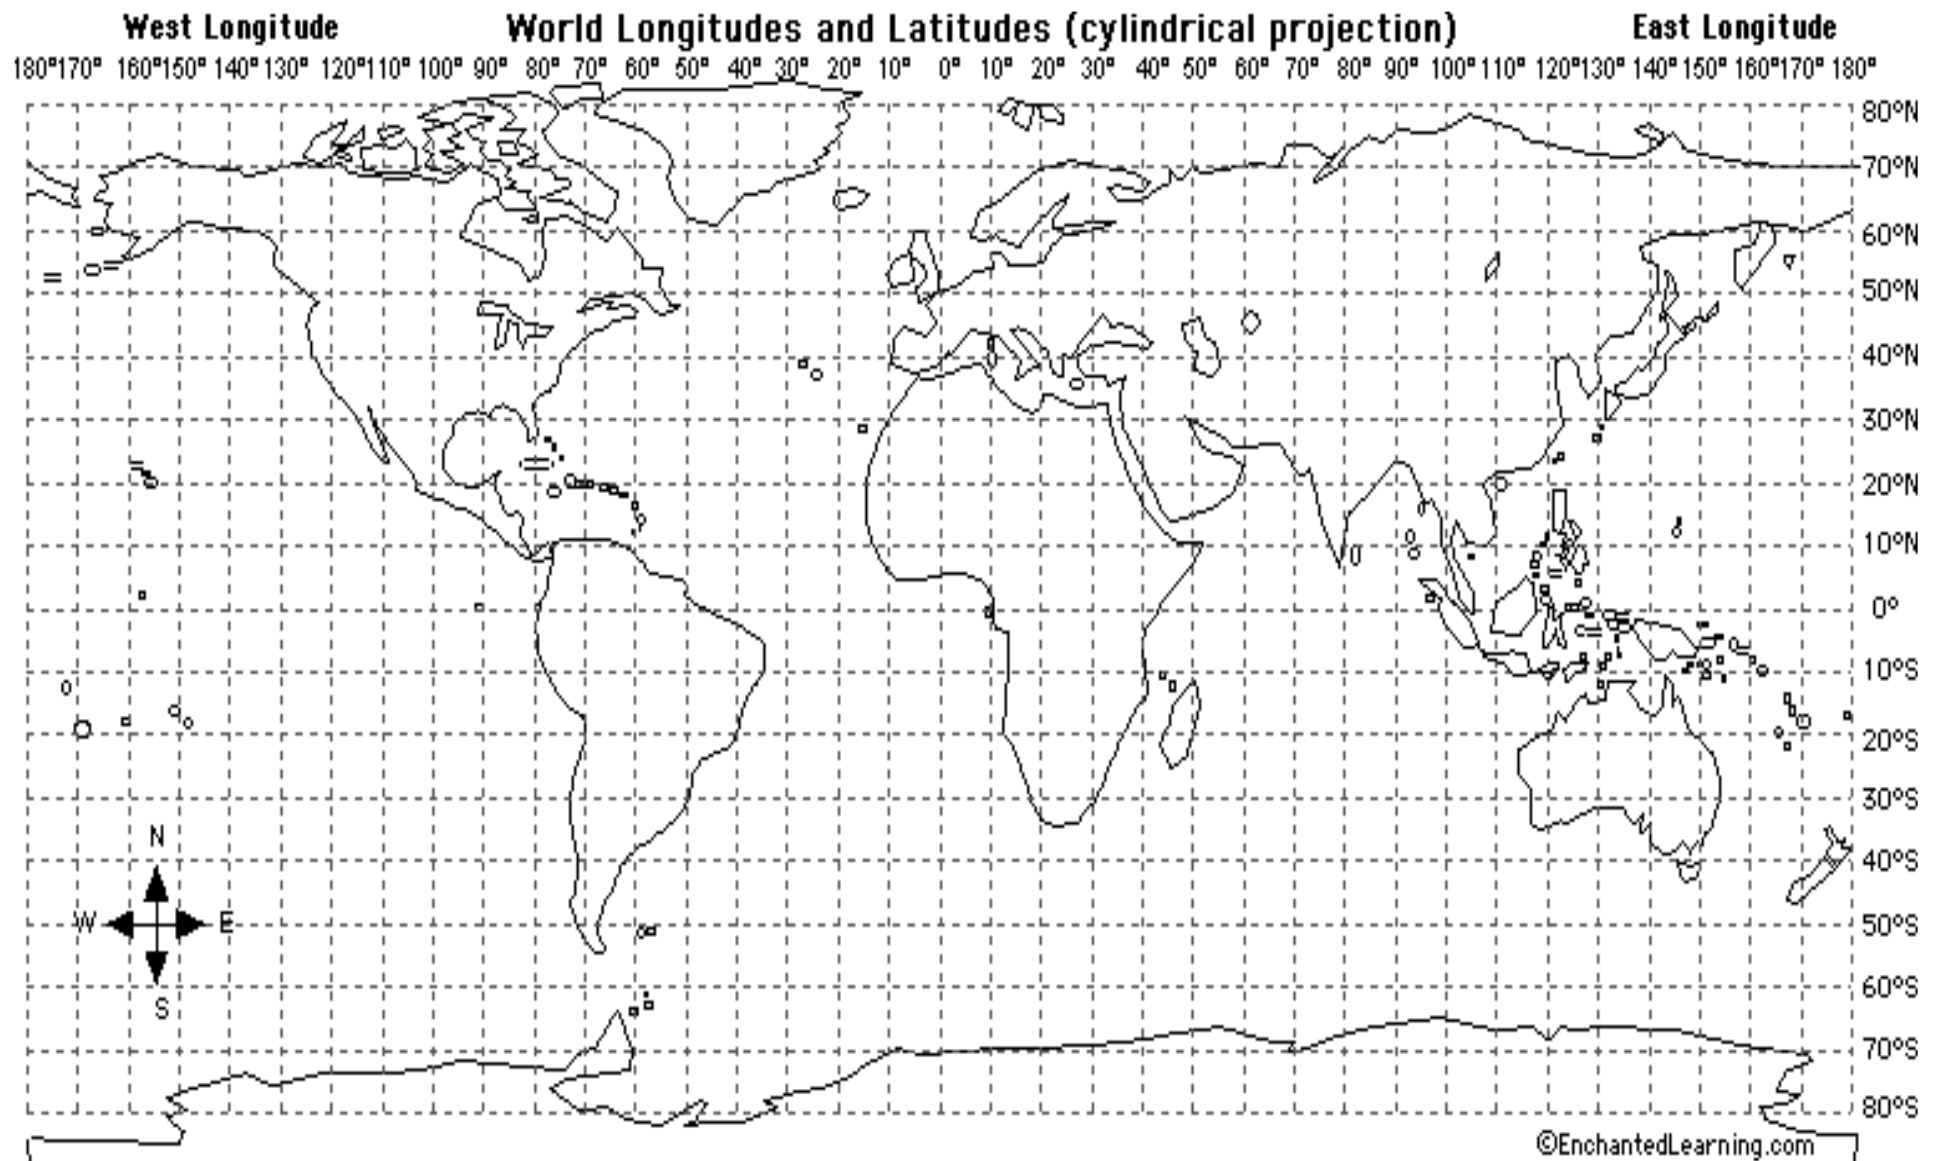 West Longitude World Longitudes and Latitudes (cylindrical projection) East Longitude
180° 170° 160° 150° 140° 130° 120° 110° 100° 90° 80° 70° 60° 50° 40° 30° 20° 10° 0° 10° 20° 30° 40° 50° 60° 70° 80° 90° 100° 110° 120° 130° 140° 150° 160° 170° 180°
80°N
70°N
60°N
50°N
40°N
30°N
20°N
10°N
0°
10°S
20°S
30°S
N
40°S
W E 50°S
S 60°S
70°S
80°S
©EnchantedLearning.com